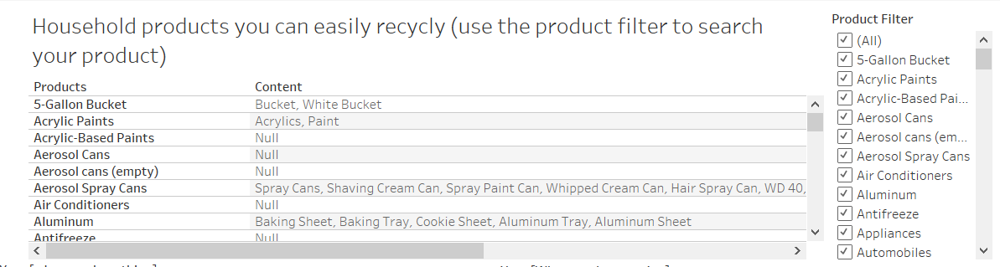 Household products you can easily recycly (use the product filter to search
your product)
Products Content
5-Gallon Bucket Bucket, White Bucket
Acrylic Paints Acrylics, Paint
Acrylic-Based Paints Null
Aerosol Cans Null
Aerosol cans (empty) Null
Aerosol Spray Cans Spray Cans, Shaving Cream Can, Spray Paint Can, Whipped Cream Can, Hair Spray Can, WD 40,
Air Conditioners Null
Aluminum Baking Sheet, Baking Tray, Cookie Sheet, Aluminum Tray, Aluminum Sheet
Antifreeze Null
Product Filter
(All)
5-Gallon Bucket
Acrylic Paints
Acrylic-Based Pai...
Aerosol Cans
Aerosol cans (em...
Aerosol Spray Cans
Air Conditioners
Aluminum
Antifreeze
Appliances
Automobiles